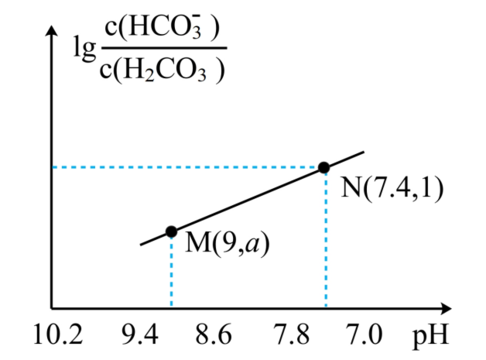 lg c(HCO₃⁻)/c(H₂CO₃)
N(7.4,1)
M(9,a)
10.2 9.4 8.6 7.8 7.0 pH